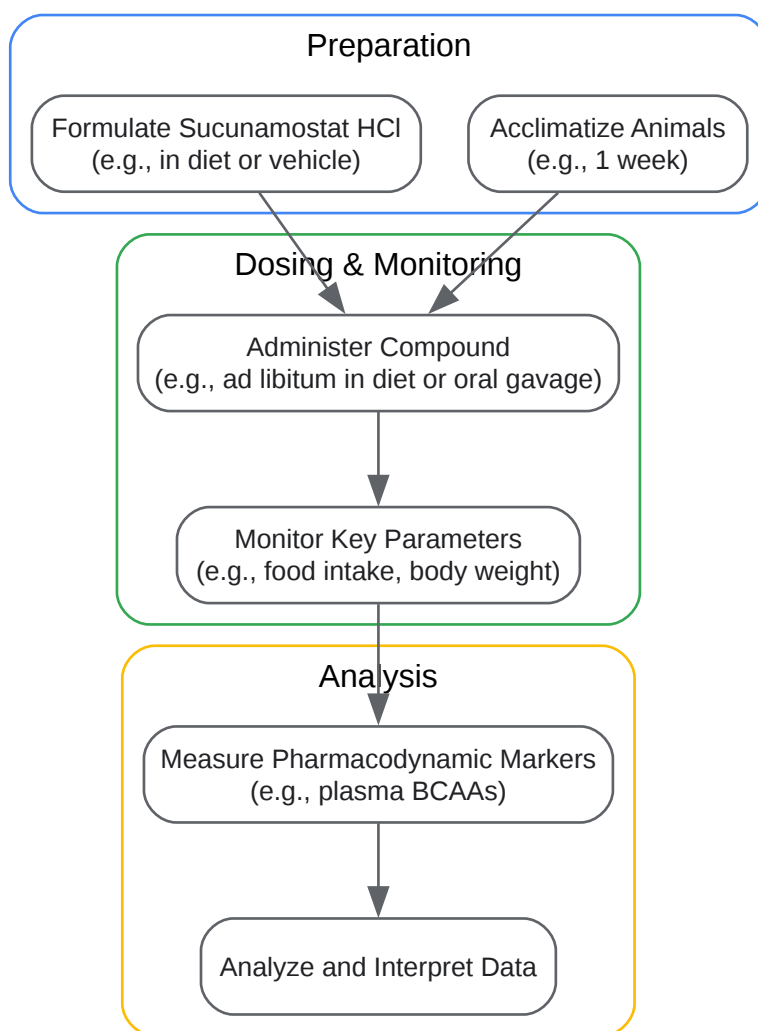 Preparation
Formulate Sucunamostat HCl
(e.g., in diet or vehicle)
Acclimatize Animals
(e.g., 1 week)
Dosing & Monitoring
Administer Compound
(e.g., ad libitum in diet or oral gavage)
Monitor Key Parameters
(e.g., food intake, body weight)
Analysis
Measure Pharmacodynamic Markers
(e.g., plasma BCAAs)
Analyze and Interpret Data